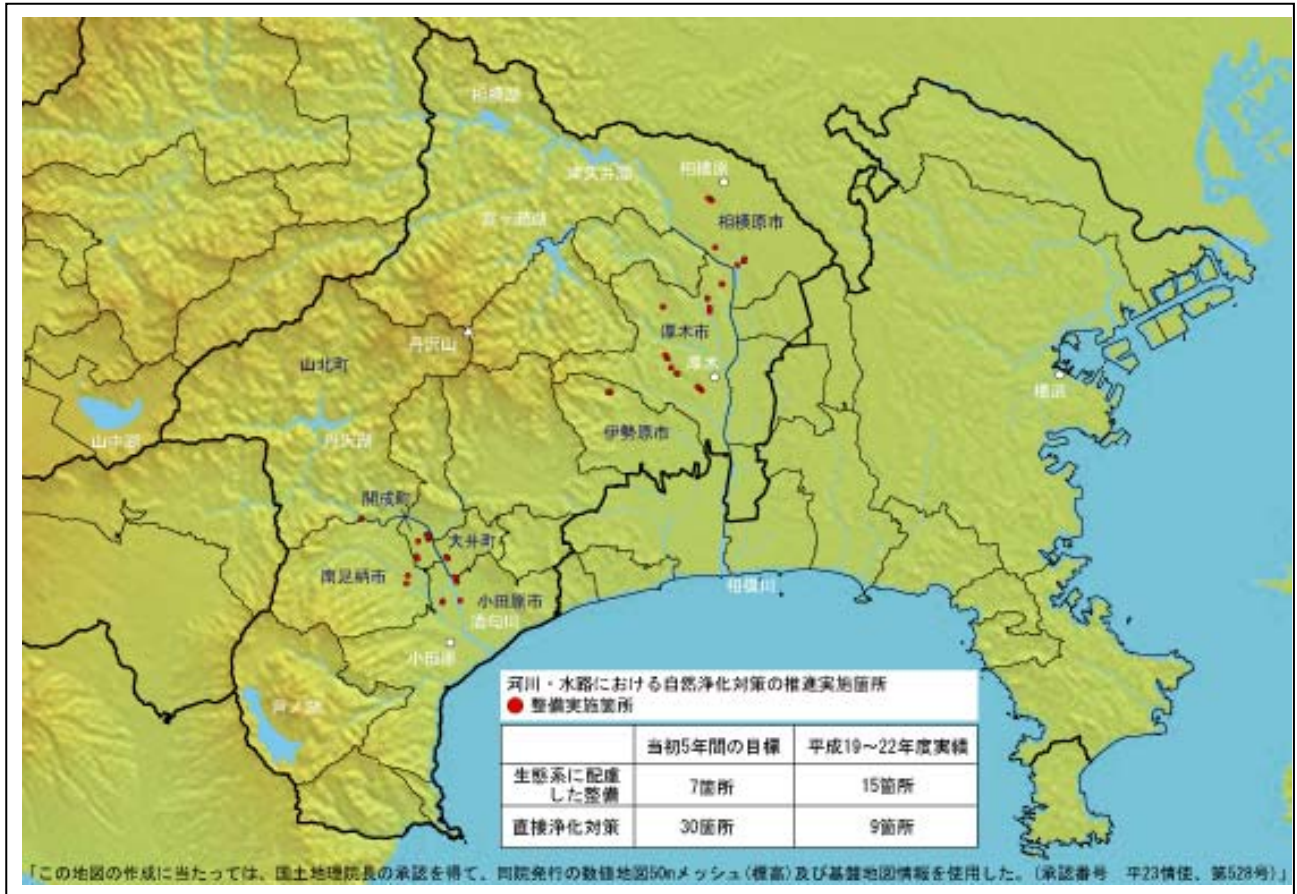 相模湖
津久井湖
相模原
宮ヶ瀬湖
相模原市
丹沢山
厚木市
厚木
山北町
横浜
山中湖
丹沢湖
伊勢原市
開成町
大井町
南足柄市
小田原市
酒匂川
相模川
小田原
芦ノ湖
河川・水路における自然浄化対策の推進実施箇所
整備実施箇所
当初5年間の目標 平成19～22年度実績
生態系に配慮
した整備 7箇所 15箇所
直接浄化対策 30箇所 9箇所
「この地図の作成に当たっては、国土地理院長の承認を得て、同院発行の数値地図50mメッシュ(標高)及び基盤地図情報を使用した。(承認番号 平23情使、第528号)」